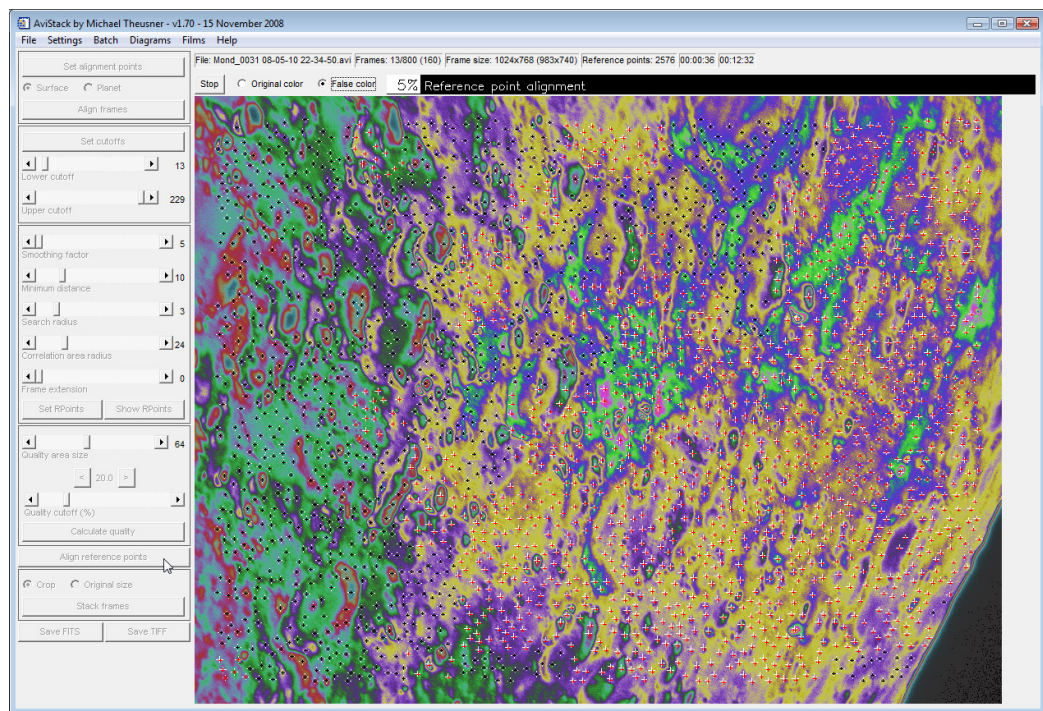 AviStack by Michael Theusner - v1.70 - 15 November 2008
File Settings Batch Diagrams Films Help
File: Mond_0031 08-05-10 22-34-50.avi Frames: 13/800 (160) Frame size: 1024x768 (983x740) Reference points: 2576 00:00:36 00:12:32
Stop Original color False color 5% Reference point alignment
Set alignment points
Surface Planet
Align frames
Set cutoffs
13
Lower cutoff
229
Upper cutoff
5
Smoothing factor
10
Minimum distance
3
Search radius
24
Correlation area radius
0
Frame extension
Set RPoints Show RPoints
64
Quality area size
< 20.0 >
Quality cutoff (%)
Calculate quality
Align reference points
Crop Original size
Stack frames
Save FITS Save TIFF